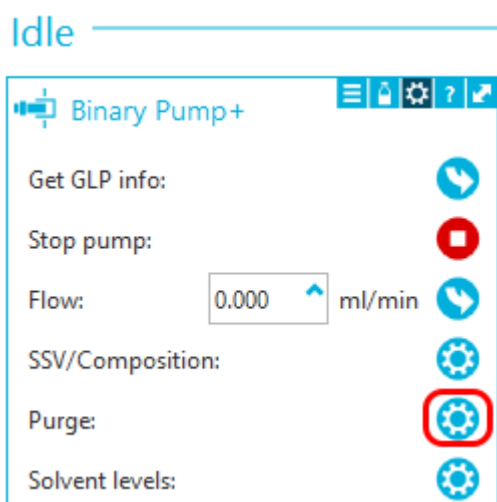 Idle
Binary Pump+
?
Get GLP info:
Stop pump:
Flow: 0.000 ml/min
SSV/Composition:
Purge:
Solvent levels: